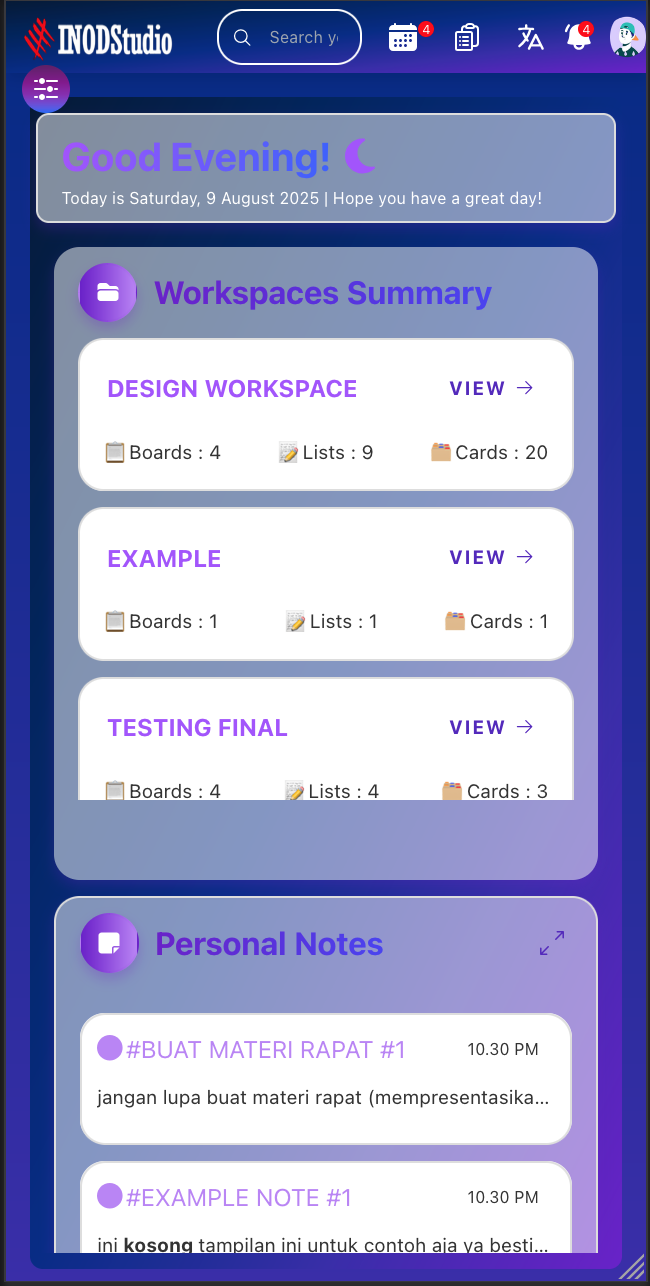 INODStudio
Search y
4
4
Good Evening!
Today is Saturday, 9 August 2025 | Hope you have a great day!
Workspaces Summary
DESIGN WORKSPACE VIEW →
Boards : 4 Lists : 9 Cards : 20
EXAMPLE VIEW →
Boards : 1 Lists : 1 Cards : 1
TESTING FINAL VIEW →
Boards : 4 Lists : 4 Cards : 3
Personal Notes
#BUAT MATERI RAPAT #1 10.30 PM
jangan lupa buat materi rapat (mempresentasika...
#EXAMPLE NOTE #1 10.30 PM
ini kosong tampilan ini untuk contoh aja ya besti...